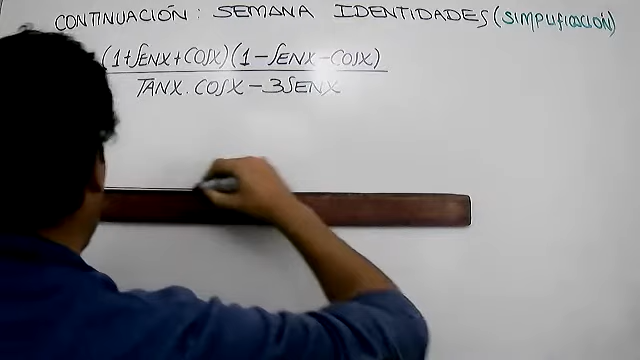 CONTINUACIÓN: SEMANA IDENTIDADES (SIMPLIFICACIÓN)
(1+SENX+COSX)(1-SENX-COSX)
TANX.COSX-3SENX